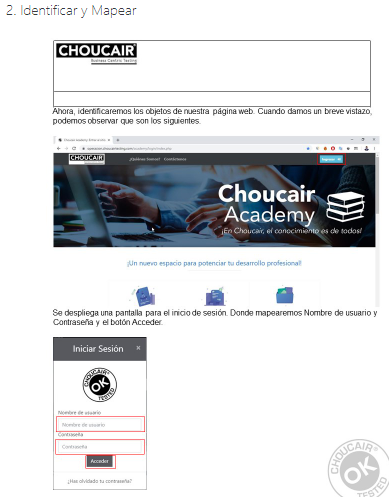 2. Identificar y Mapear
CHOUCAIR
Business Centric Testing
Ahora, identificaremos los objetos de nuestra página web. Cuando damos un breve vistazo,
podemos observar que son los siguientes.
CHOUCAIR
¿Quiénes Somos? Contáctenos
Ingresar
Choucair
Academy
¡En Choucair, el conocimiento es de todos!
¡Un nuevo espacio para potenciar tu desarrollo profesional!
Se despliega una pantalla para el inicio de sesión. Donde mapearemos Nombre de usuario y
Contraseña y el botón Acceder.
Iniciar Sesión ×
CHOUCAIR
OK
TESTED
Nombre de usuario
Nombre de usuario
Contraseña
Contraseña
Acceder
¿Has olvidado tu contraseña?
CHOUCAIR
OK
TESTED